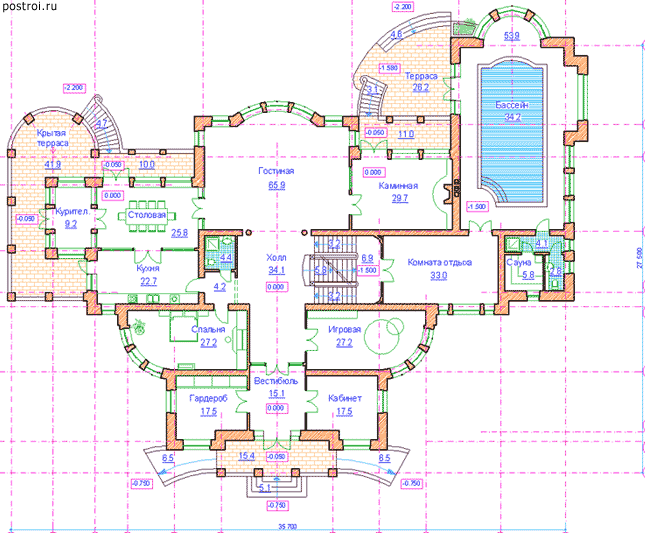 postroi.ru
-2.200
4.6
53.9
-1.580
Терраса
26.2
-2.200
3.1
Бассейн
34.2
4.7
Крытая
терраса
41.9
-0.050
10.0
-0.050
11.0
Гостиная
65.9
0.000
Каминная
29.7
0.000
Курител.
9.2
-0.050
Столовая
25.8
-1.500
4.4
Холл
34.1
0.000
3.2
5.8
3.2
6.9
-1.500
Комната отдыха
33.0
Сауна
5.8
4.1
2.8
Кухня
22.7
4.2
27.500
Спальня
27.2
Игровая
27.2
Вестибюль
15.1
0.000
Гардероб
17.5
Кабинет
17.5
6.5
15.4
-0.050
6.5
-0.750
5.1
-0.750
-0.750
35.700